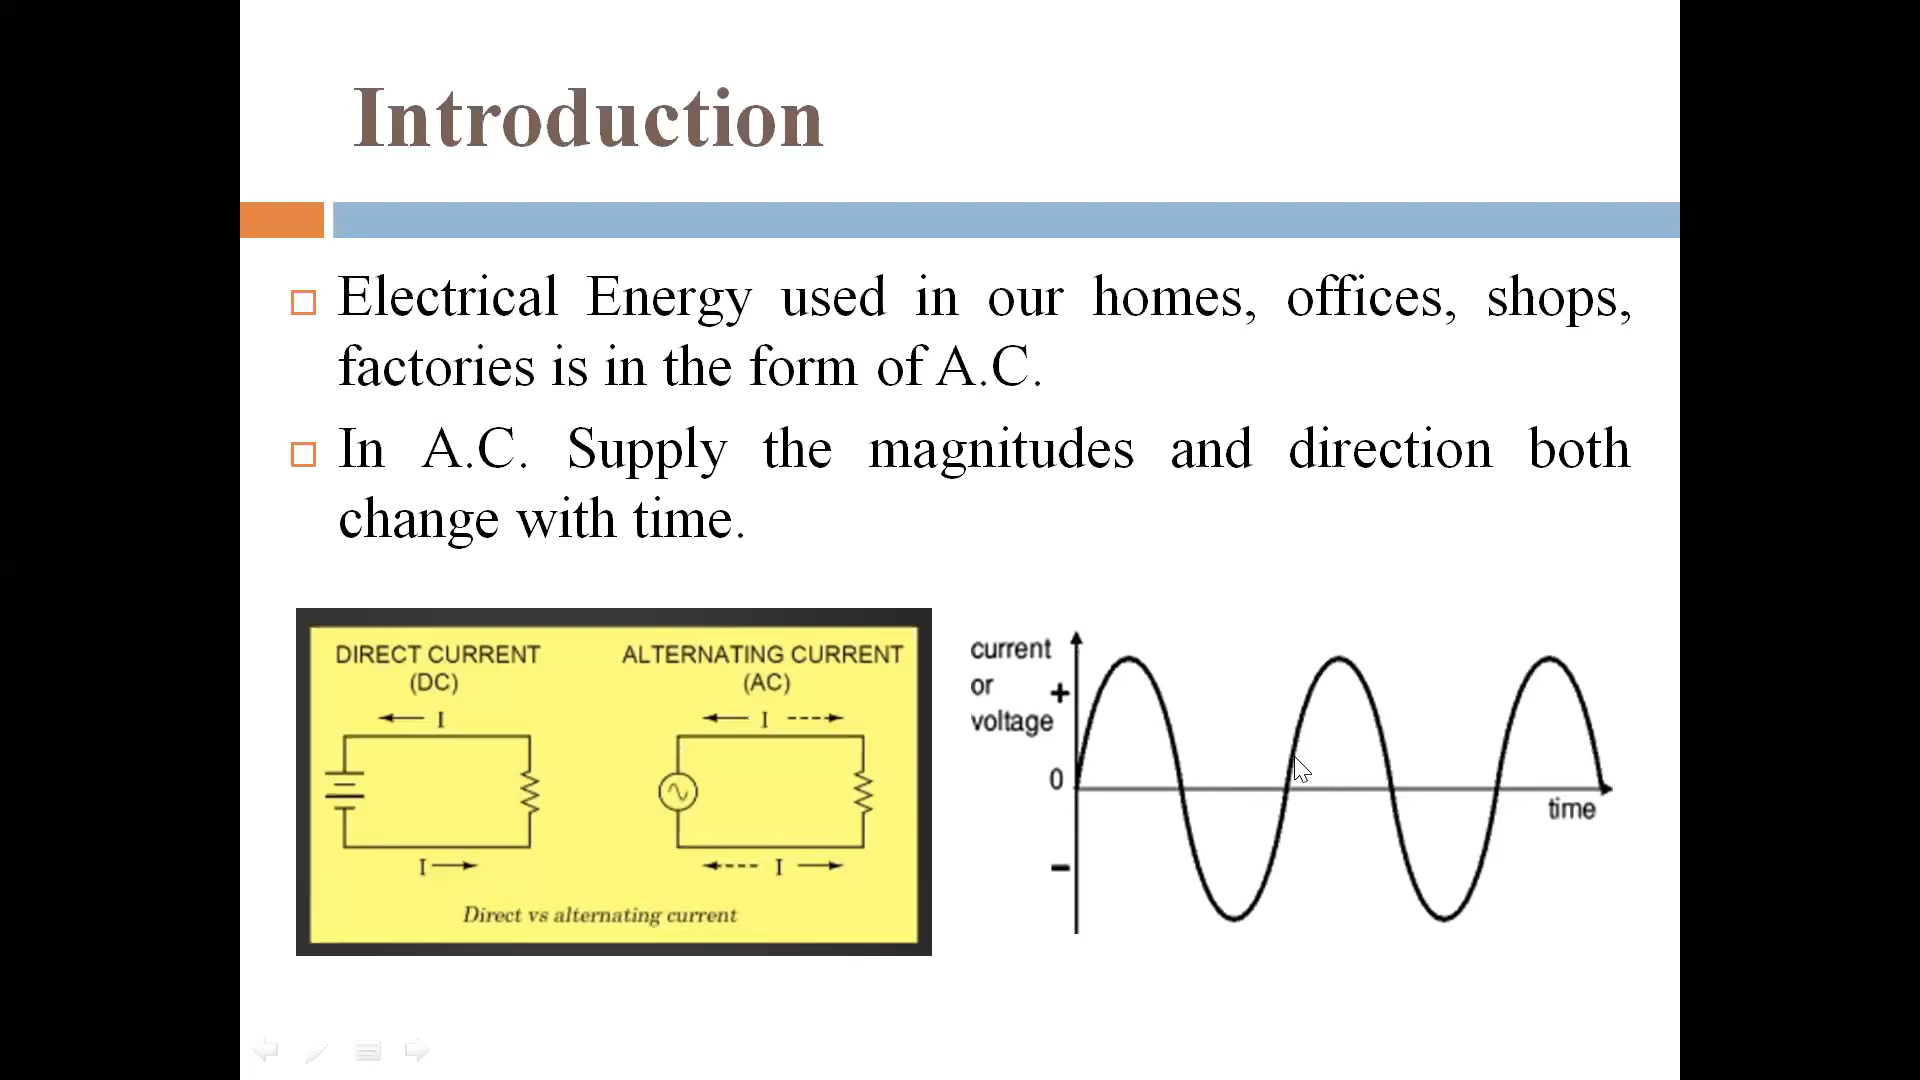 Introduction
Electrical Energy used in our homes, offices, shops,
factories is in the form of A.C.
In A.C. Supply the magnitudes and direction both
change with time.
DIRECT CURRENT
(DC)
I
I
ALTERNATING CURRENT
(AC)
I
I
Direct vs alternating current
current
or
voltage
+
0
-
time